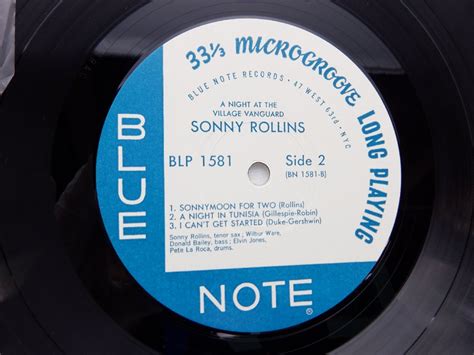 33⅓ MICROGROOVE LONG PLAYING
BLUE NOTE RECORDS · 47 WEST 63rd · NYC
A NIGHT AT THE
VILLAGE VANGUARD
SONNY ROLLINS
BLP 1581 Side 2
(BN 1581-B)
1. SONNYMOON FOR TWO (Rollins)
2. A NIGHT IN TUNISIA (Gillespie-Robin)
3. I CAN'T GET STARTED (Duke-Gershwin)
Sonny Rollins, tenor sax; Wilbur Ware,
Donald Bailey, bass; Elvin Jones,
Pete La Roca, drums.
BLUE
NOTE ®